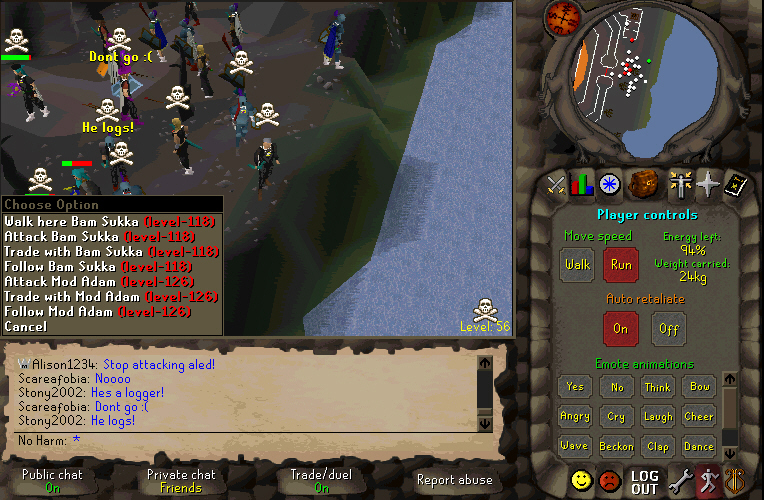 Dont go :(
He logs!
Choose Option
Walk here Bam Sukka (level-118)
Attack Bam Sukka (level-118)
Trade with Bam Sukka (level-118)
Follow Bam Sukka (level-118)
Attack Mod Adam (level-126)
Trade with Mod Adam (level-126)
Follow Mod Adam (level-126)
Cancel
Level: 56
Alison1234: Stop attacking aled!
Scareafobia: Noooo
Stony2002: Hes a logger!
Scareafobia: Dont go :(
Stony2002: He logs!
No Harm: *
Public chat
On
Private chat
Friends
Trade/duel
On
Report abuse
Player controls
Move speed
Walk
Run
Energy left:
94%
Weight carried:
24kg
Auto retaliate
On
Off
Emote animations
Yes
No
Think
Bow
Angry
Cry
Laugh
Cheer
Wave
Beckon
Clap
Dance
LOG
OUT